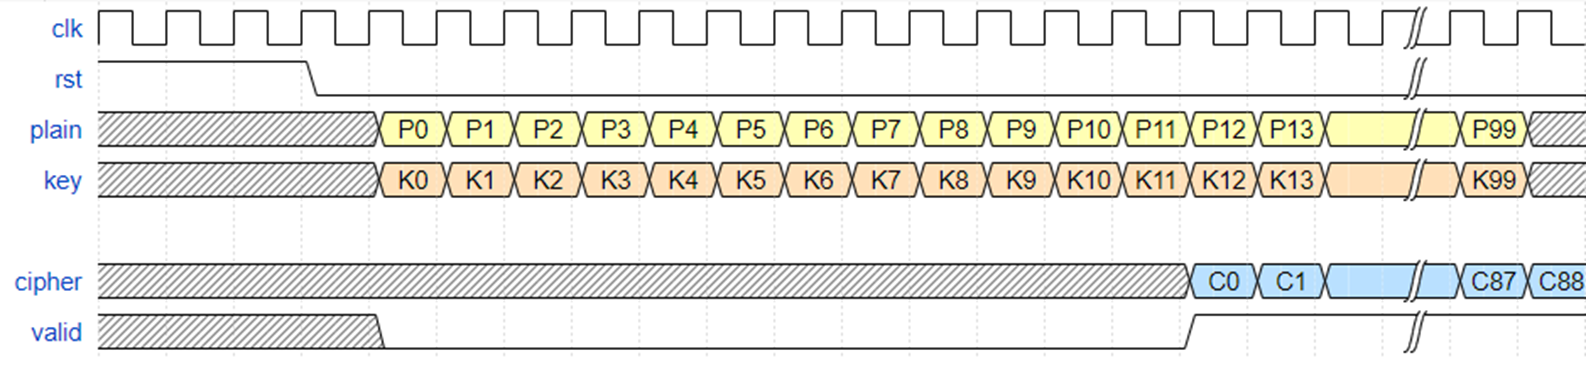 clk
rst
plain P0 P1 P2 P3 P4 P5 P6 P7 P8 P9 P10 P11 P12 P13 P99
key K0 K1 K2 K3 K4 K5 K6 K7 K8 K9 K10 K11 K12 K13 K99
cipher C0 C1 C87 C88
valid